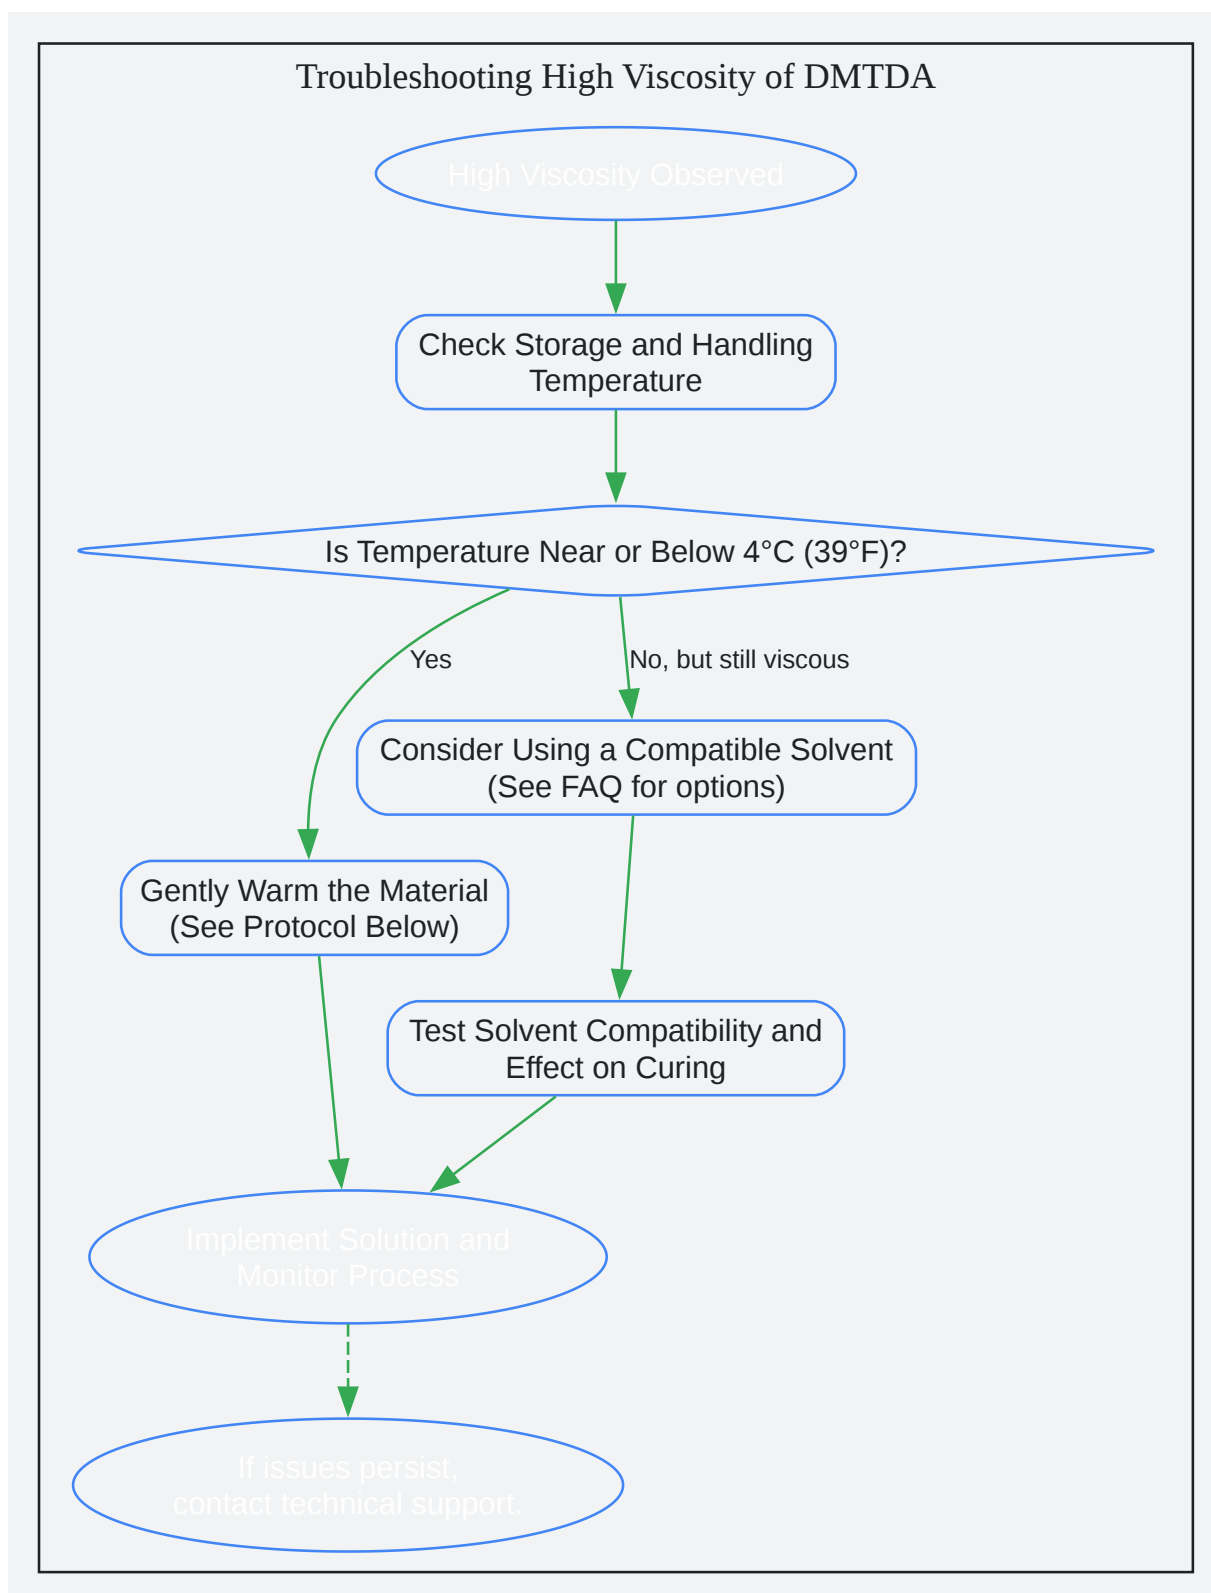 Troubleshooting High Viscosity of DMTDA
High Viscosity Observed
Check Storage and Handling
Temperature
Is Temperature Near or Below 4°C (39°F)?
Yes
No, but still viscous
Consider Using a Compatible Solvent
(See FAQ for options)
Gently Warm the Material
(See Protocol Below)
Test Solvent Compatibility and
Effect on Curing
Implement Solution and
Monitor Process
If issues persist,
contact technical support.